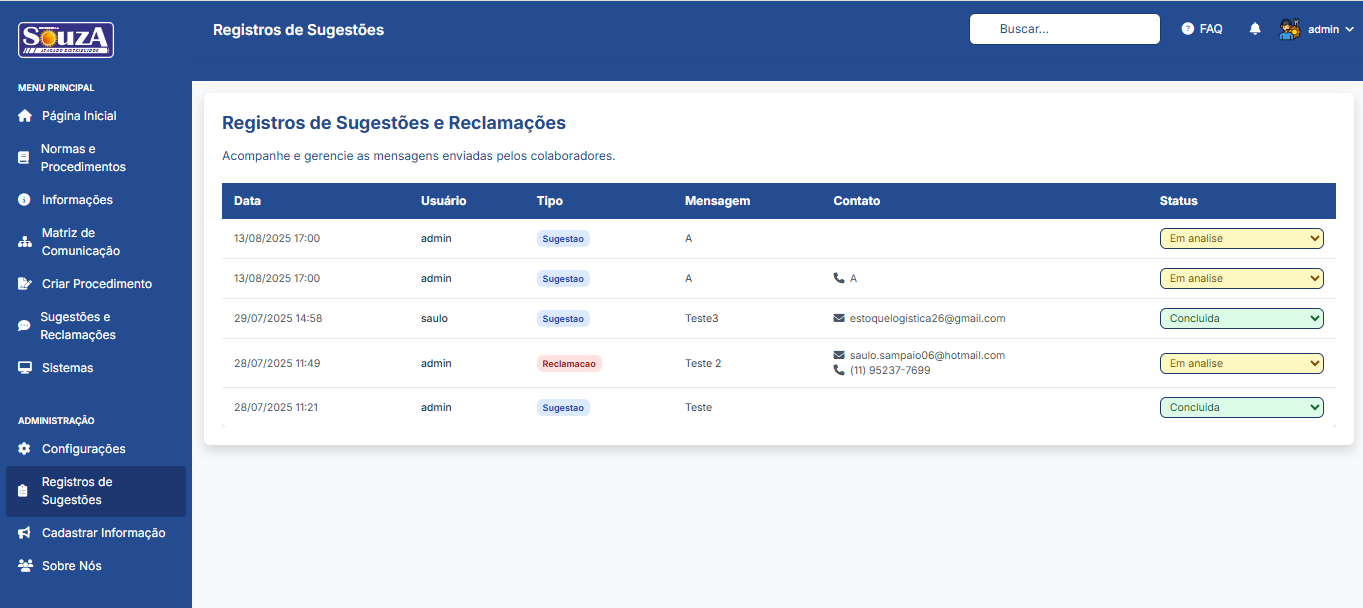 SouzA
ATACADO DISTRIBUIDOR
Registros de Sugestões
Buscar...
FAQ
admin
MENU PRINCIPAL
Página Inicial
Normas e
Procedimentos
Informações
Matriz de
Comunicação
Criar Procedimento
Sugestões e
Reclamações
Sistemas
ADMINISTRAÇÃO
Configurações
Registros de
Sugestões
Cadastrar Informação
Sobre Nós
Registros de Sugestões e Reclamações
Acompanhe e gerencie as mensagens enviadas pelos colaboradores.
Data Usuário Tipo Mensagem Contato Status
13/08/2025 17:00 admin Sugestao A Em analise
13/08/2025 17:00 admin Sugestao A A Em analise
29/07/2025 14:58 saulo Sugestao Teste3 estoquelogistica26@gmail.com Concluida
28/07/2025 11:49 admin Reclamacao Teste 2 saulo.sampaio06@hotmail.com Em analise
(11) 95237-7699
28/07/2025 11:21 admin Sugestao Teste Concluida